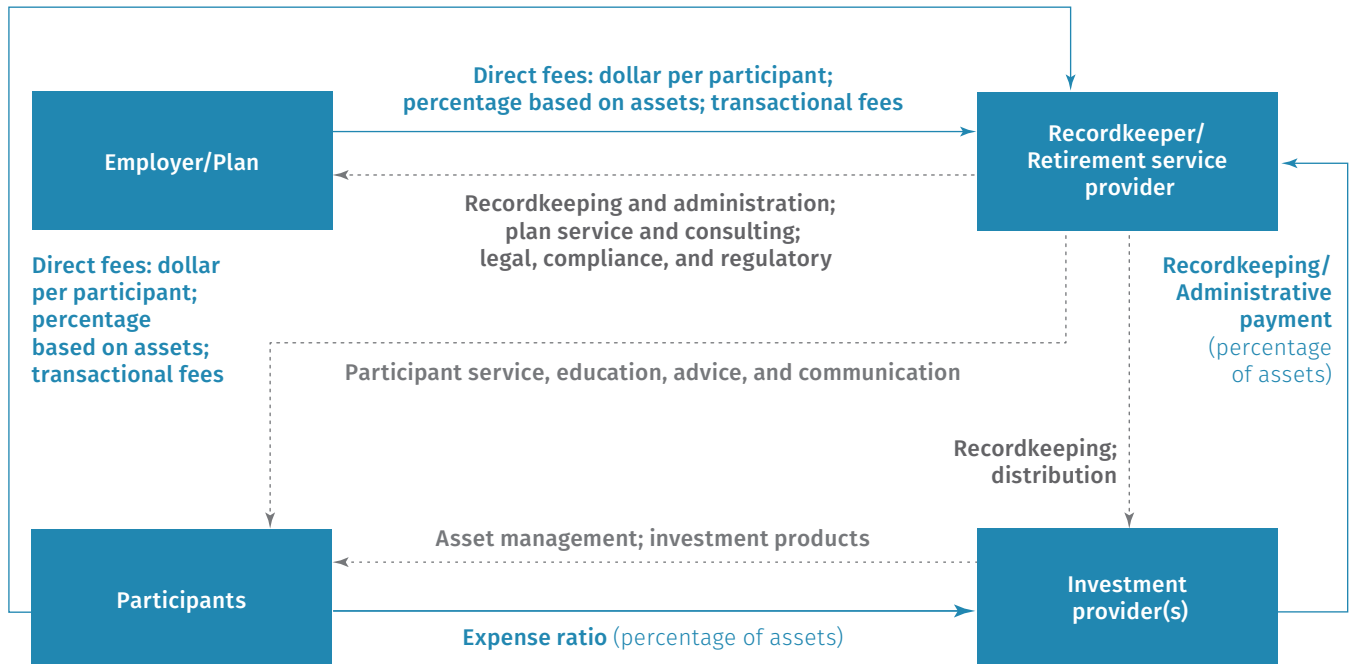 Direct fees: dollar per participant;
percentage based on assets; transactional fees
Employer/Plan
Recordkeeper/
Retirement service
provider
Recordkeeping and administration;
plan service and consulting;
legal, compliance, and regulatory
Direct fees: dollar
per participant;
percentage
based on assets;
transactional fees
Recordkeeping/
Administrative
payment
(percentage
of assets)
Participant service, education, advice, and communication
Recordkeeping;
distribution
Asset management; investment products
Participants
Investment
provider(s)
Expense ratio (percentage of assets)